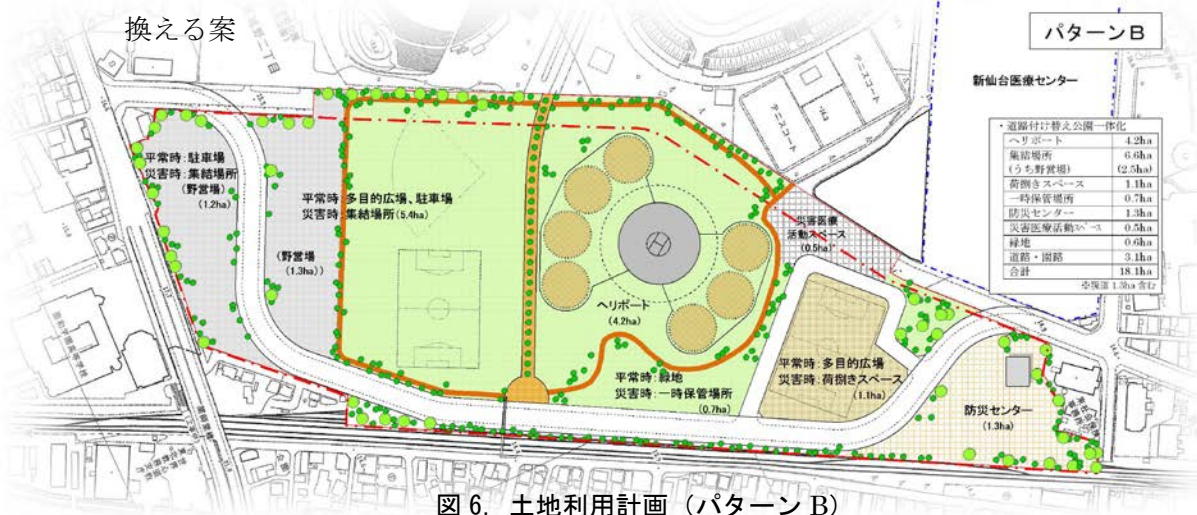 換える案
パターンB
新仙台医療センター
・道路付け替え公園一体化
ヘリポート 4.2ha
集結場所 6.6ha
(うち野営場) (2.5ha)
荷捌きスペース 1.1ha
一時保管場所 0.7ha
防災センター 1.3ha
災害医療活動スペース 0.5ha
緑地 0.6ha
道路・園路 3.1ha
合計 18.1ha
テニスコート
テニスコート
平常時：駐車場
災害時：集結場所
(野営場)
(1.2ha)
平常時：多目的広場、駐車場
災害時：集結場所(5.4ha)
(野営場
(1.3ha))
災害医療
活動スペース
(0.5ha)
ヘリポート
(4.2ha)
平常時：緑地
災害時：一時保管場所
(0.7ha)
平常時：多目的広場
災害時：荷捌きスペース
(1.1ha)
防災センター
(1.3ha)
図 6. 土地利用計画（パターン B）